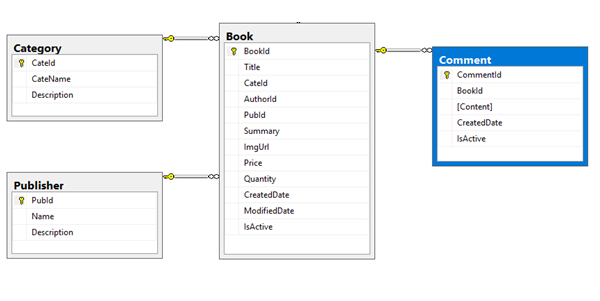 Category
CateId
CateName
Description
Publisher
PubId
Name
Description
Book
BookId
Title
CateId
AuthorId
PubId
Summary
ImgUrl
Price
Quantity
CreatedDate
ModifiedDate
IsActive
Comment
CommentId
BookId
[Content]
CreatedDate
IsActive